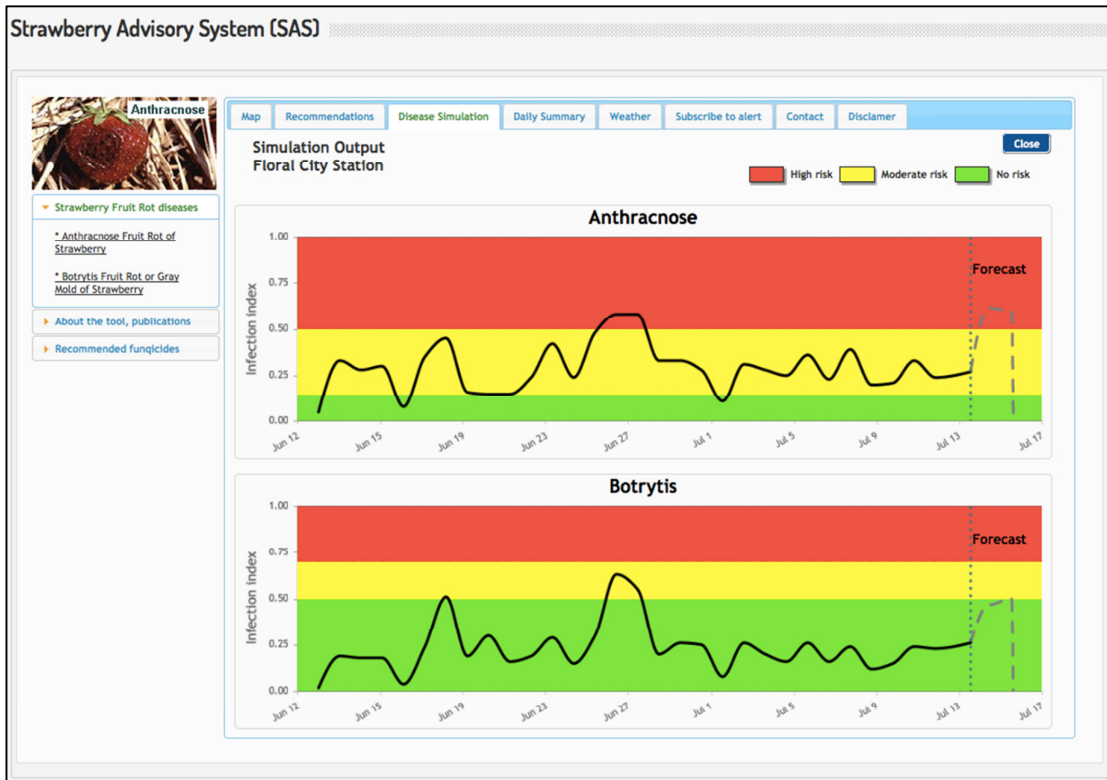 Strawberry Advisory System (SAS)
Anthracnose
Strawberry Fruit Rot diseases
* Anthracnose Fruit Rot of
Strawberry
* Botrytis Fruit Rot or Gray
Mold of Strawberry
About the tool, publications
Recommended fungicides
Map Recommendations Disease Simulation Daily Summary Weather Subscribe to alert Contact Disclamer
Simulation Output
Floral City Station
Close
High risk Moderate risk No risk
Anthracnose
Infection index
1.00
0.75
0.50
0.25
0.00
Forecast
Jun 12 Jun 15 Jun 19 Jun 23 Jun 27 Jul 1 Jul 5 Jul 9 Jul 13 Jul 17
Botrytis
Infection index
1.00
0.75
0.50
0.25
0.00
Forecast
Jun 12 Jun 15 Jun 19 Jun 23 Jun 27 Jul 1 Jul 5 Jul 9 Jul 13 Jul 17